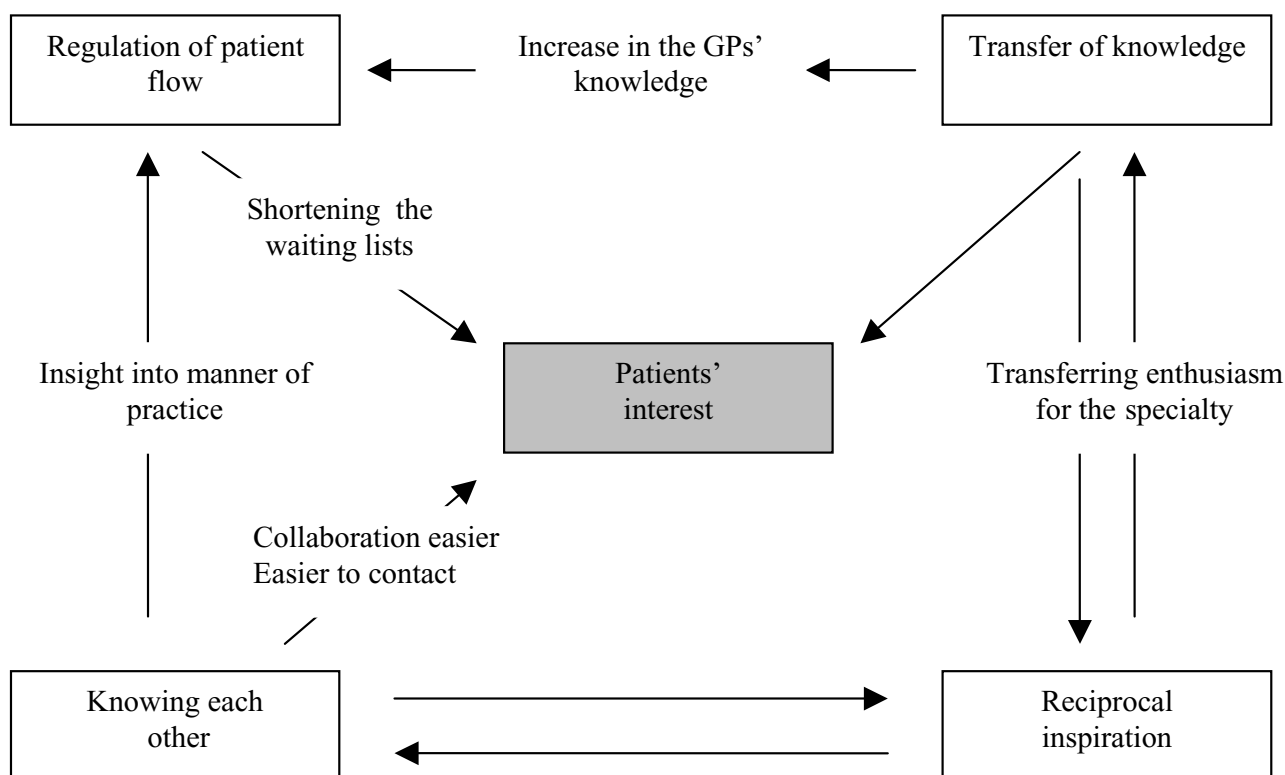 Regulation of patient
flow
Increase in the GPs’
knowledge
Transfer of knowledge
Shortening the
waiting lists
Insight into manner of
practice
Patients’
interest
Transferring enthusiasm
for the specialty
Collaboration easier
Easier to contact
Knowing each
other
Reciprocal
inspiration